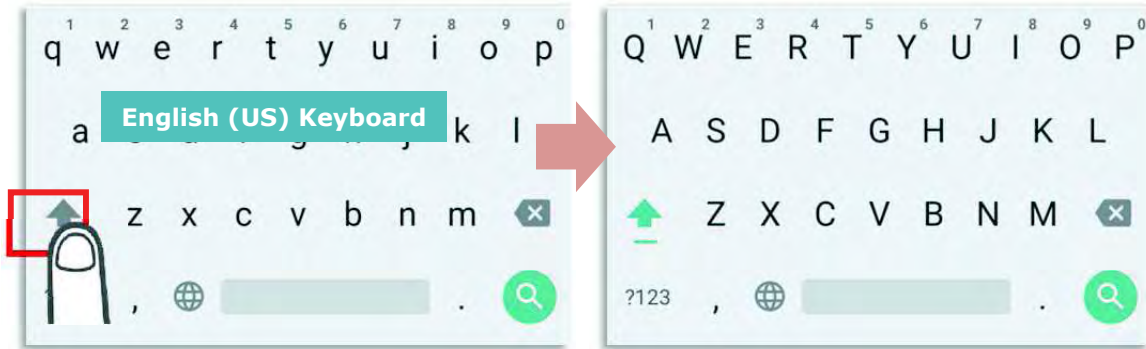 1 2 3 4 5 6 7 8 9 0
q w e r t y u i o p
English (US) Keyboard
a k l
z x c v b n m
, .
1 2 3 4 5 6 7 8 9 0
Q W E R T Y U I O P
A S D F G H J K L
Z X C V B N M
?123 , .